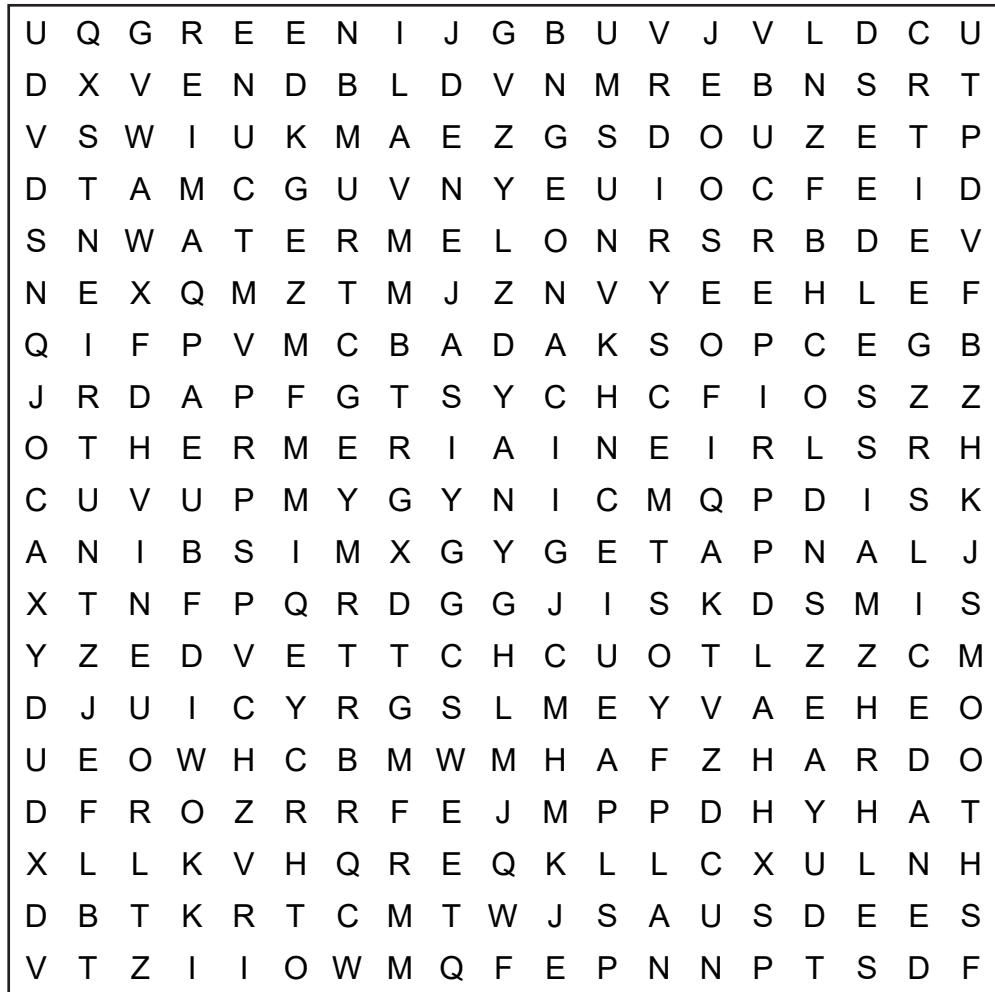 U Q G R E E N I J G B U V J V L D C U
D X V E N D B L D V N M R E B N S R T
V S W I U K M A E Z G S D O U Z E T P
D T A M C G U V N Y E U I O C F E I D
S N W A T E R M E L O N R S R B D E V
N E X Q M Z T M J Z N V Y E E H L E F
Q I F P V M C B A D A K S O P C E G B
J R D A P F G T S Y C H C F I O S Z Z
O T H E R M E R I A I N E I R L S R H
C U V U P M Y G Y N I C M Q P D I S K
A N I B S I M X G Y G E T A P N A L J
X T N F P Q R D G G J I S K D S M I S
Y Z E D V E T T C H C U O T L Z Z C M
D J U I C Y R G S L M E Y V A E H E O
U E O W H C B M W M H A F Z H A R D O
D F R O Z R R F E J M P P D H Y H A T
X L L K V H Q R E Q K L L C X U L N H
D B T K R T C M T W J S A U S D E E S
V T Z I I O W M Q F E P N N P T S D F